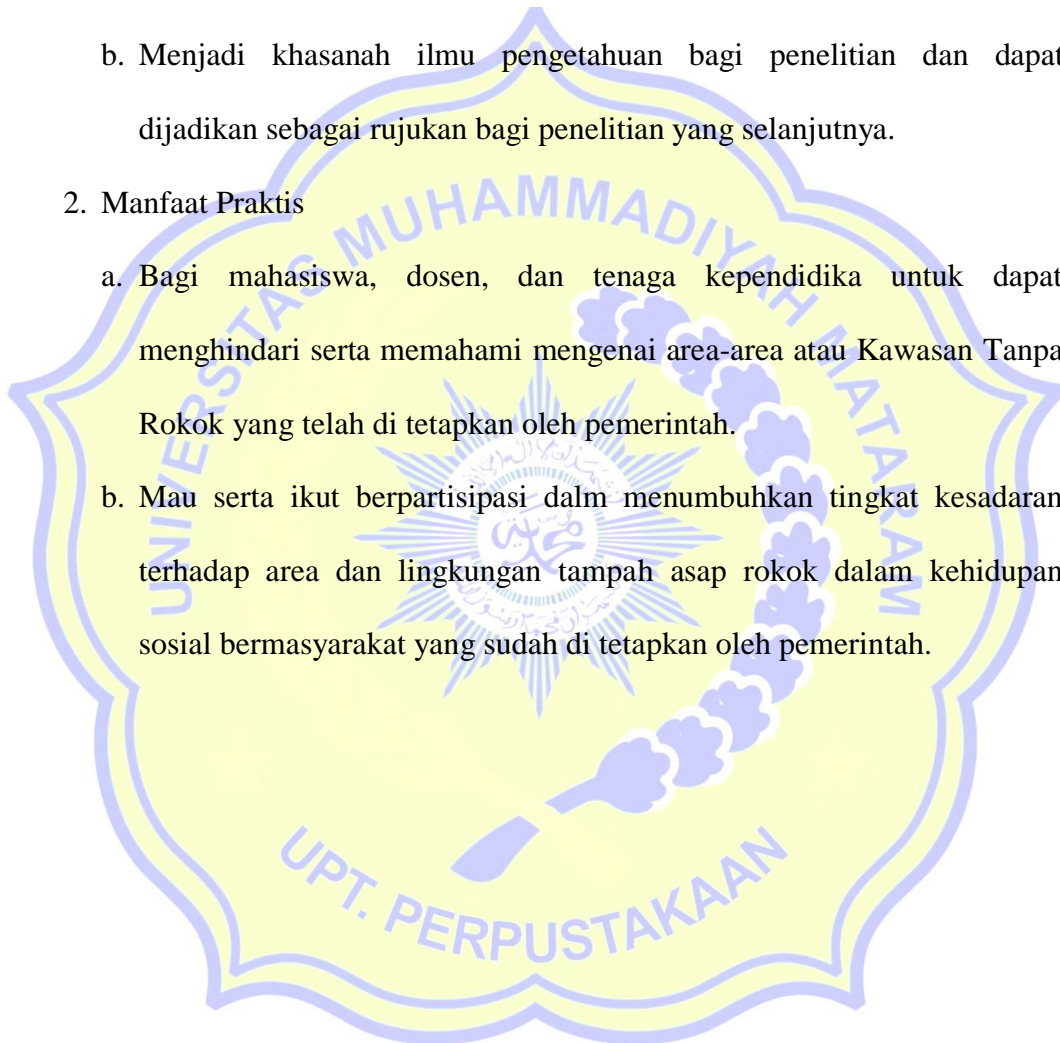 b. Menjadi khasanah ilmu pengetahuan bagi penelitian dan dapat
dijadikan sebagai rujukan bagi penelitian yang selanjutnya.
2. Manfaat Praktis
a. Bagi mahasiswa, dosen, dan tenaga kependidika untuk dapat
menghindari serta memahami mengenai area-area atau Kawasan Tanpa
Rokok yang telah di tetapkan oleh pemerintah.
b. Mau serta ikut berpartisipasi dalm menumbuhkan tingkat kesadaran
terhadap area dan lingkungan tampah asap rokok dalam kehidupan
sosial bermasyarakat yang sudah di tetapkan oleh pemerintah.
UNIVERSITAS MUHAMMADIYAH MATARAM
UPT. PERPUSTAKAAN